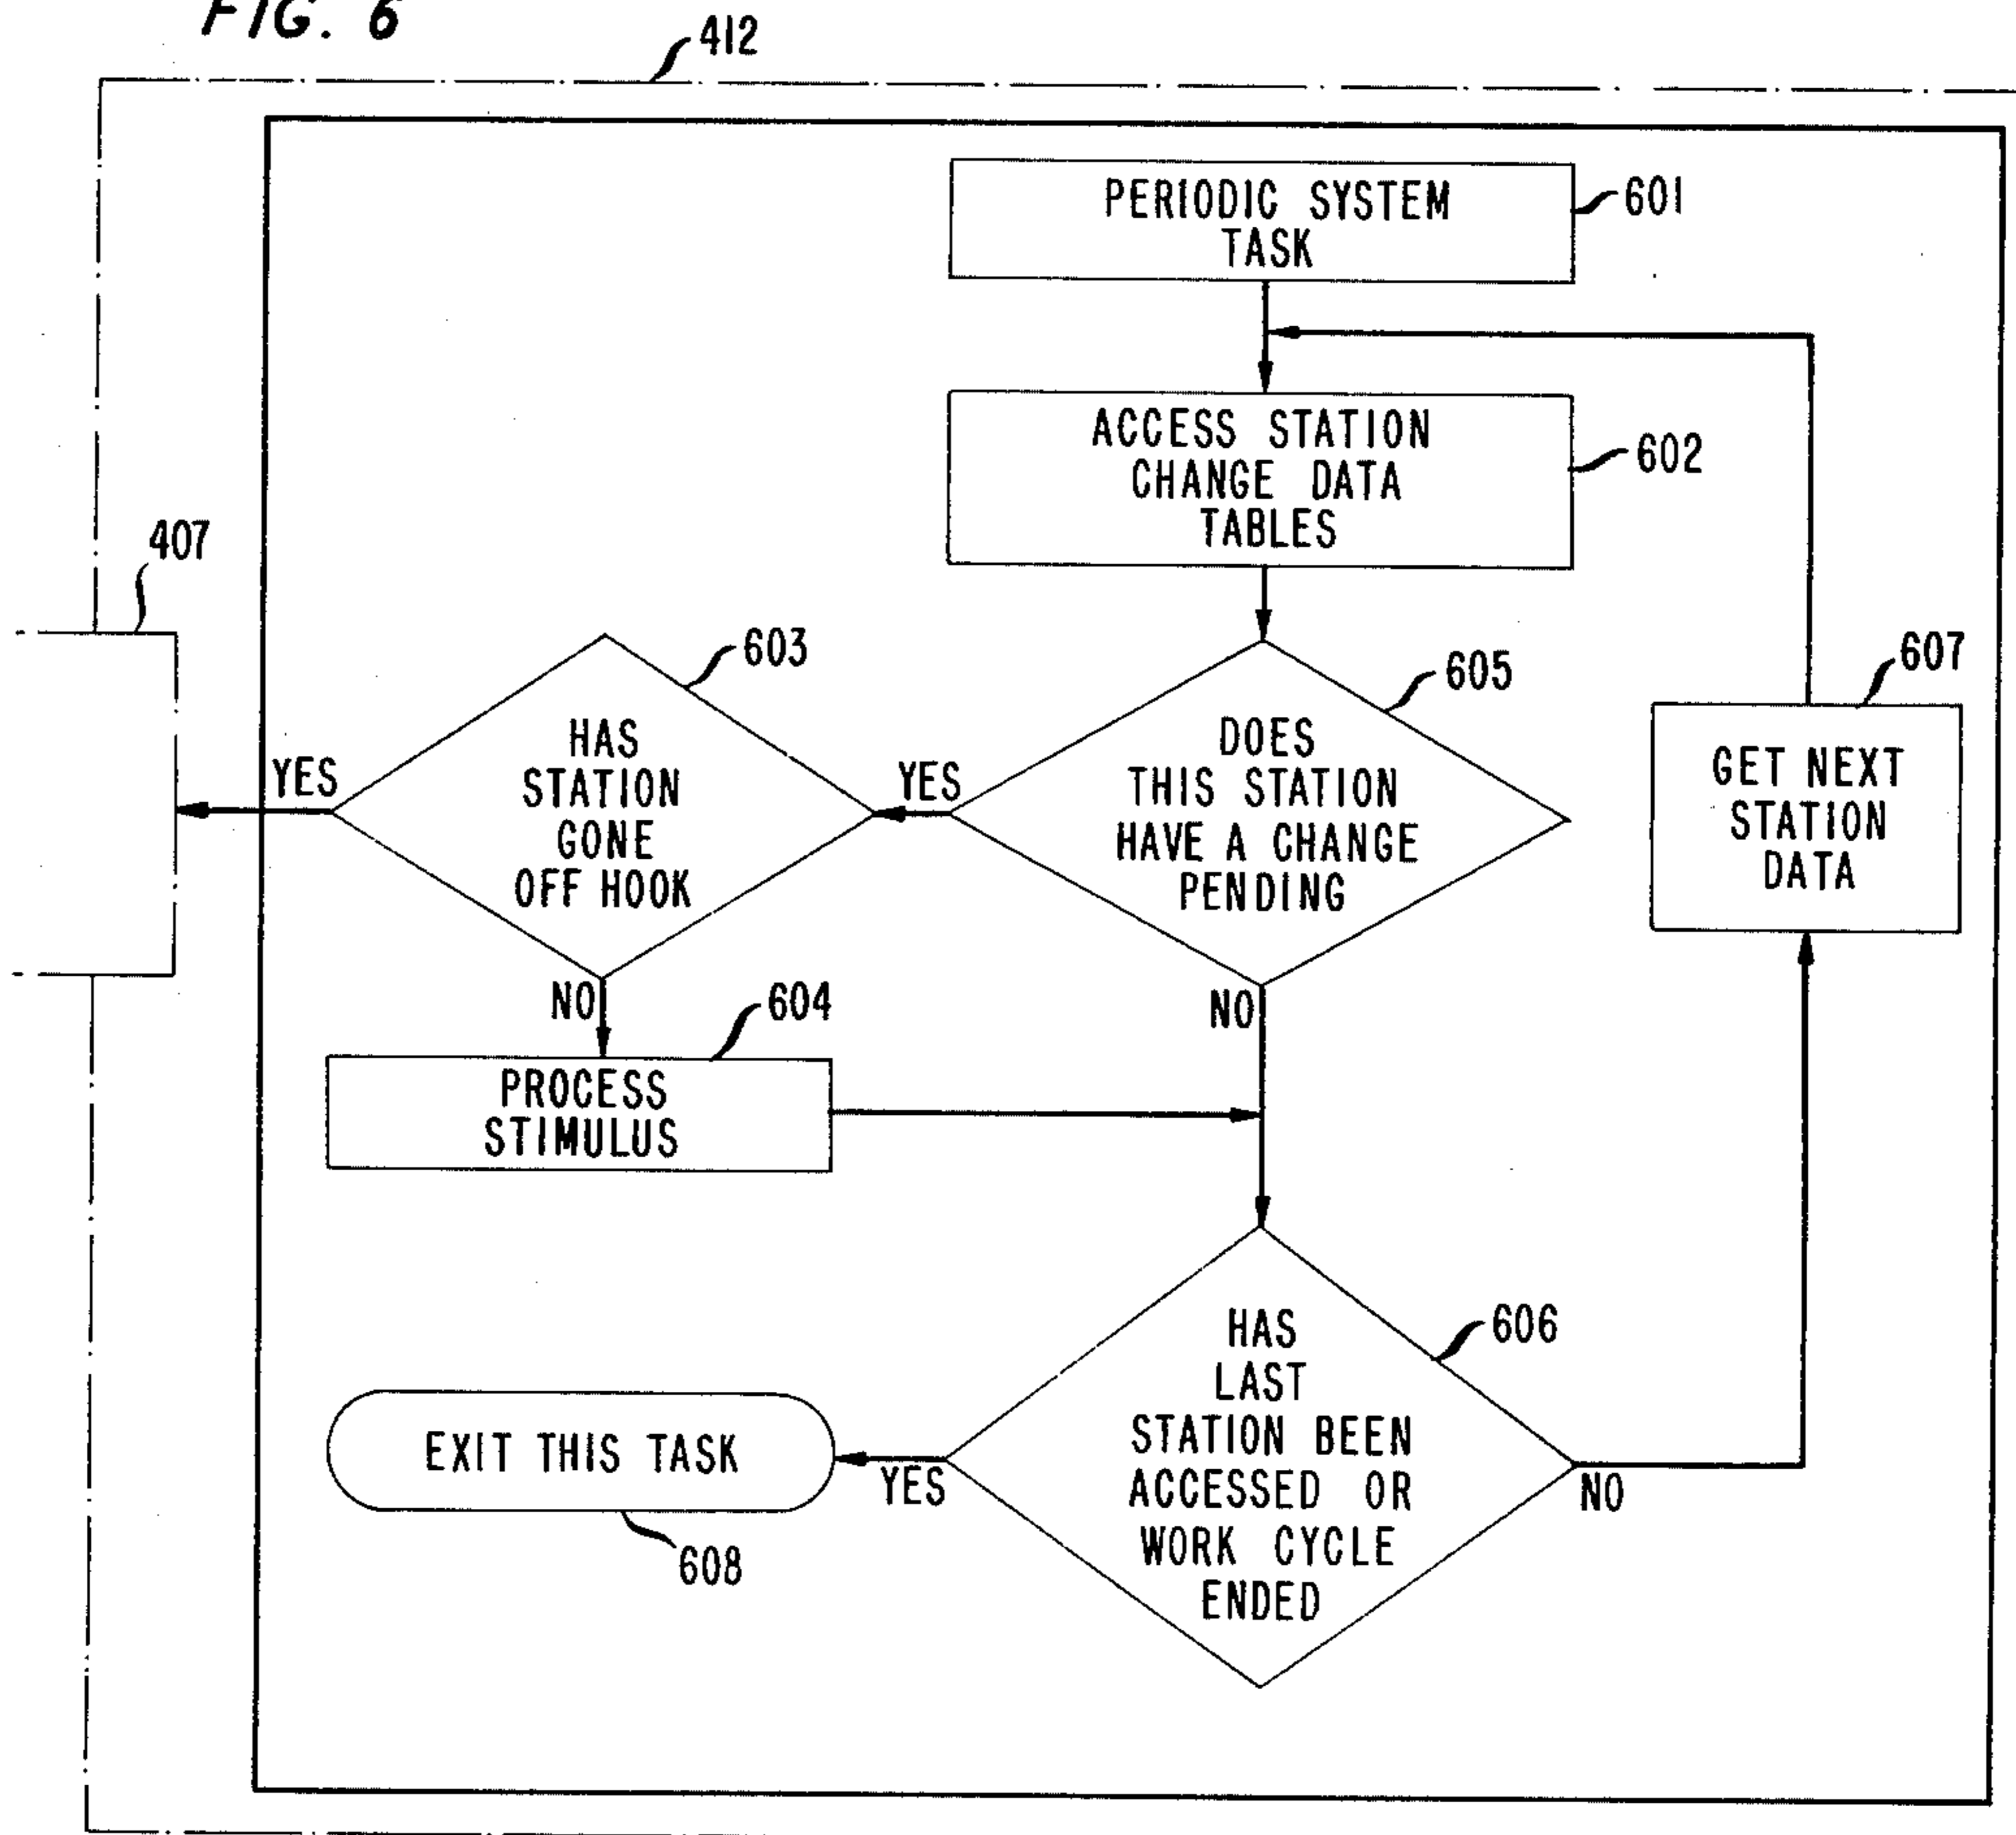 FIG. 6
412
PERIODIC SYSTEM
TASK
601
ACCESS STATION
CHANGE DATA
TABLES
602
407
603
HAS
STATION
GONE
OFF HOOK
YES
NO
605
DOES
THIS STATION
HAVE A CHANGE
PENDING
YES
NO
607
GET NEXT
STATION
DATA
604
PROCESS
STIMULUS
606
HAS
LAST
STATION BEEN
ACCESSED OR
WORK CYCLE
ENDED
YES
NO
EXIT THIS TASK
608